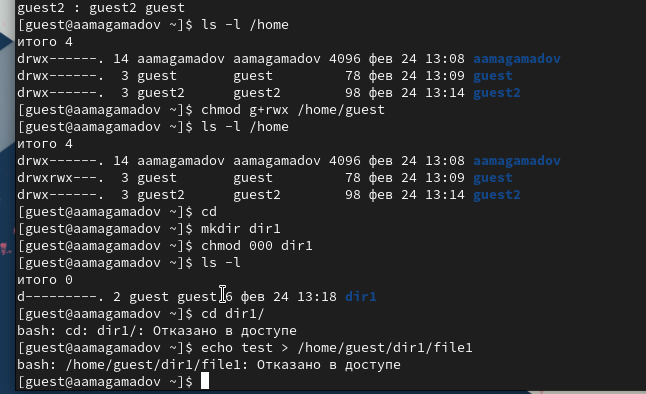 guest2 : guest2 guest
[guest@aamagamadov ~]$ ls -l /home
итого 4
drwx------. 14 aamagamadov aamagamadov 4096 фев 24 13:08 aamagamadov
drwx------.  3 guest       guest         78 фев 24 13:09 guest
drwx------.  3 guest2      guest2        98 фев 24 13:14 guest2
[guest@aamagamadov ~]$ chmod g+rwx /home/guest
[guest@aamagamadov ~]$ ls -l /home
итого 4
drwx------. 14 aamagamadov aamagamadov 4096 фев 24 13:08 aamagamadov
drwxrwx---.  3 guest       guest         78 фев 24 13:09 guest
drwx------.  3 guest2      guest2        98 фев 24 13:14 guest2
[guest@aamagamadov ~]$ cd
[guest@aamagamadov ~]$ mkdir dir1
[guest@aamagamadov ~]$ chmod 000 dir1
[guest@aamagamadov ~]$ ls -l
итого 0
d---------. 2 guest guest 6 фев 24 13:18 dir1
[guest@aamagamadov ~]$ cd dir1/
bash: cd: dir1/: Отказано в доступе
[guest@aamagamadov ~]$ echo test > /home/guest/dir1/file1
bash: /home/guest/dir1/file1: Отказано в доступе
[guest@aamagamadov ~]$